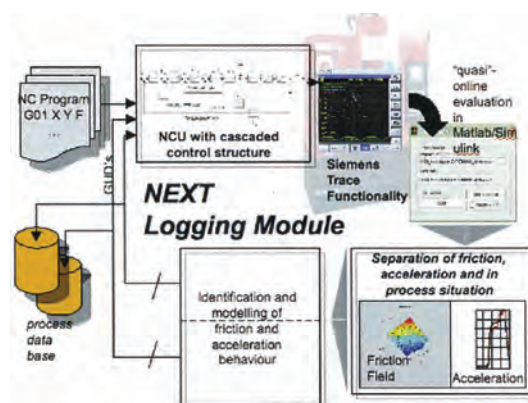 NC Program
G01 X Y F
...
NCU with cascaded
control structure
Siemens
Trace
Functionality
"quasi"-
online
evaluation
in
Matlab/Sim
ulink
GUID's
NEXT
Logging Module
process
data
base
Identification and
modelling of
friction and
acceleration
behaviour
Separation of friction,
acceleration and in
process situation
Friction
Field
Acceleration